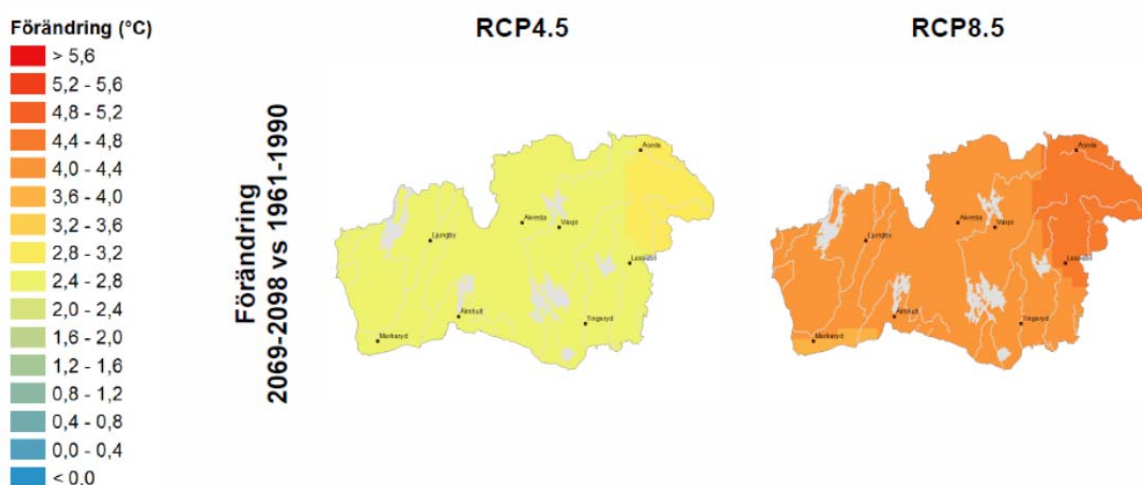 Förändring (°C)
> 5,6
5,2 - 5,6
4,8 - 5,2
4,4 - 4,8
4,0 - 4,4
3,6 - 4,0
3,2 - 3,6
2,8 - 3,2
2,4 - 2,8
2,0 - 2,4
1,6 - 2,0
1,2 - 1,6
0,8 - 1,2
0,4 - 0,8
0,0 - 0,4
< 0,0
Förändring
2069-2098 vs 1961-1990
RCP4.5
Åseda
Alvesta
Växjö
Ljungby
Lessebo
Älmhult
Tingsryd
Markaryd
RCP8.5
Åseda
Alvesta
Växjö
Ljungby
Lessebo
Älmhult
Tingsryd
Markaryd